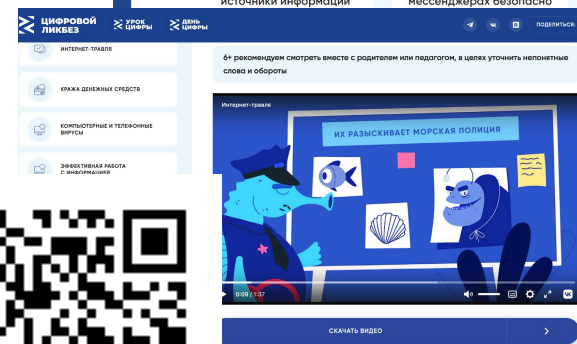 источники информации
мессенджерах безопасно
ЦИФРОВОЙ
ЛИКБЕЗ
УРОК
ЦИФРЫ
ДЕНЬ
ЦИФРЫ
ПОДЕЛИТЬСЯ:
ИНТЕРНЕТ-ТРАВЛЯ
КРАЖА ДЕНЕЖНЫХ СРЕДСТВ
КОМПЬЮТЕРНЫЕ И ТЕЛЕФОННЫЕ
ВИРУСЫ
ЭФФЕКТИВНАЯ РАБОТА
С ИНФОРМАЦИЕЙ
6+ рекомендуем смотреть вместе с родителем или педагогом, в целях уточнить непонятные
слова и обороты
Интернет-травля
ИХ РАЗЫСКИВАЕТ МОРСКАЯ ПОЛИЦИЯ
0:09 / 1:37
СКАЧАТЬ ВИДЕО